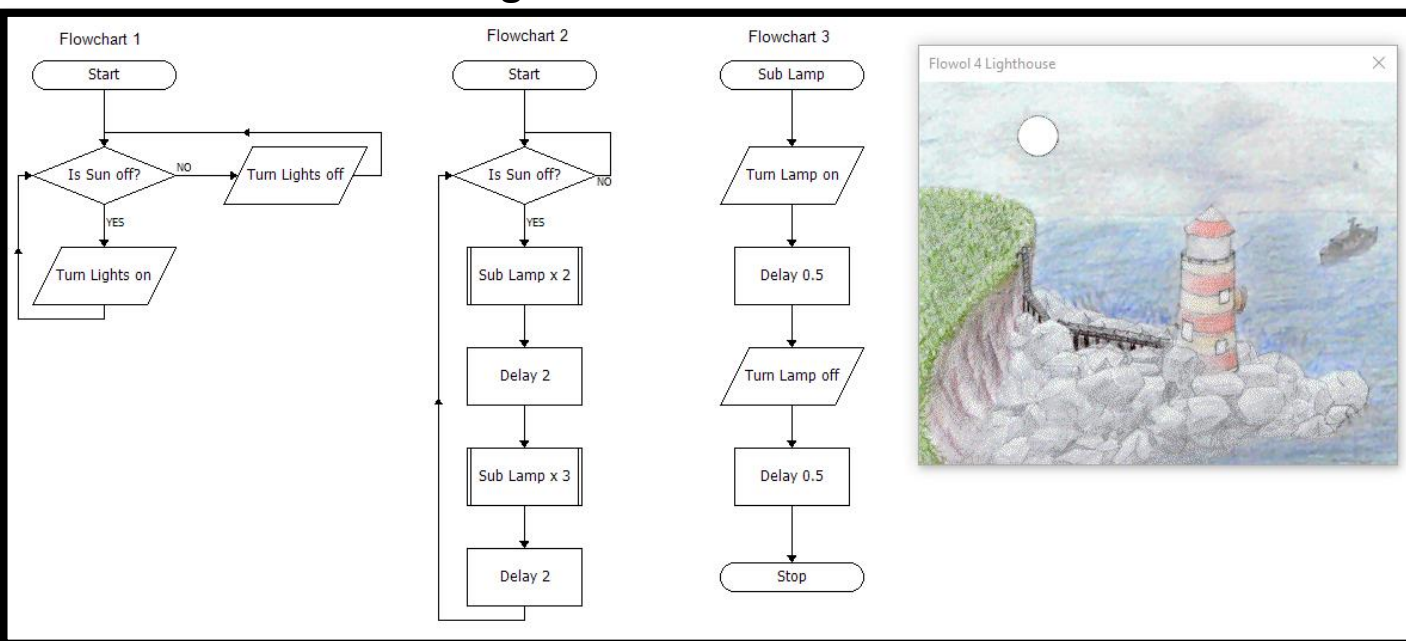 Flowchart 1
Start
Is Sun off?
NO
Turn Lights off
YES
Turn Lights on
Flowchart 2
Start
Is Sun off?
NO
YES
Sub Lamp x 2
Delay 2
Sub Lamp x 3
Delay 2
Flowchart 3
Sub Lamp
Turn Lamp on
Delay 0.5
Turn Lamp off
Delay 0.5
Stop
Flowol 4 Lighthouse